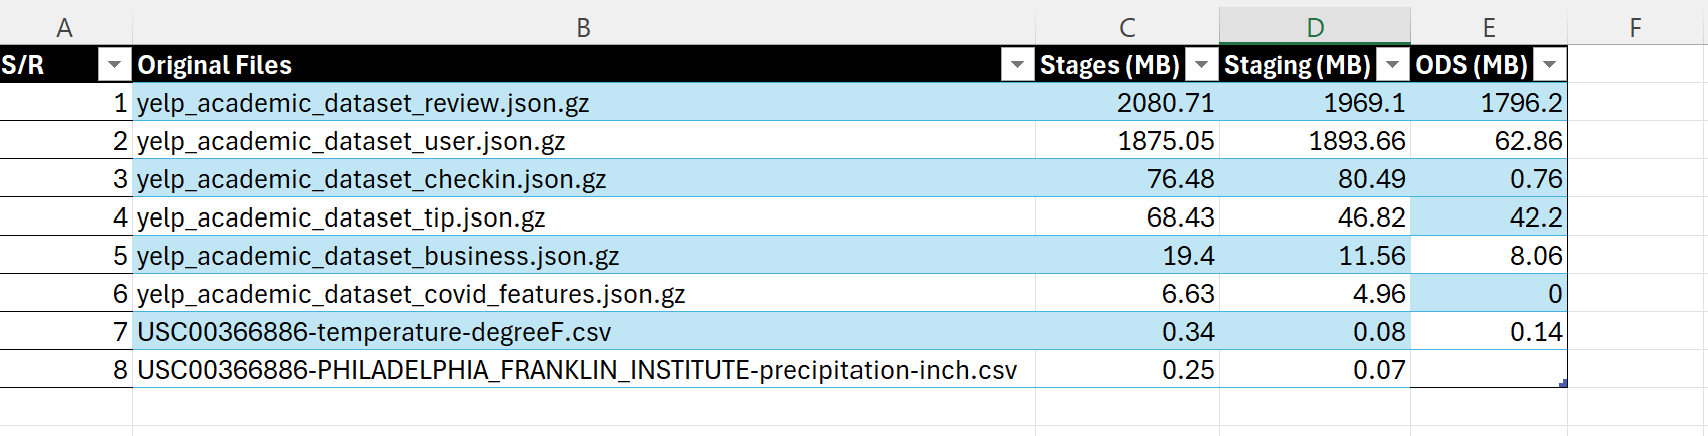 A B C D E F
S/R Original Files Stages (MB) Staging (MB) ODS (MB)
1 yelp_academic_dataset_review.json.gz 2080.71 1969.1 1796.2
2 yelp_academic_dataset_user.json.gz 1875.05 1893.66 62.86
3 yelp_academic_dataset_checkin.json.gz 76.48 80.49 0.76
4 yelp_academic_dataset_tip.json.gz 68.43 46.82 42.2
5 yelp_academic_dataset_business.json.gz 19.4 11.56 8.06
6 yelp_academic_dataset_covid_features.json.gz 6.63 4.96 0
7 USC00366886-temperature-degreeF.csv 0.34 0.08 0.14
8 USC00366886-PHILADELPHIA_FRANKLIN_INSTITUTE-precipitation-inch.csv 0.25 0.07